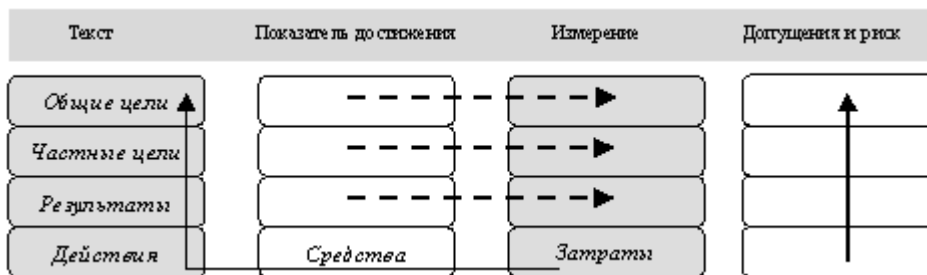 Текст Показатель достижения Измерение Допущения и риск
Общие цели
Частные цели
Результаты
Действия Средства Затраты